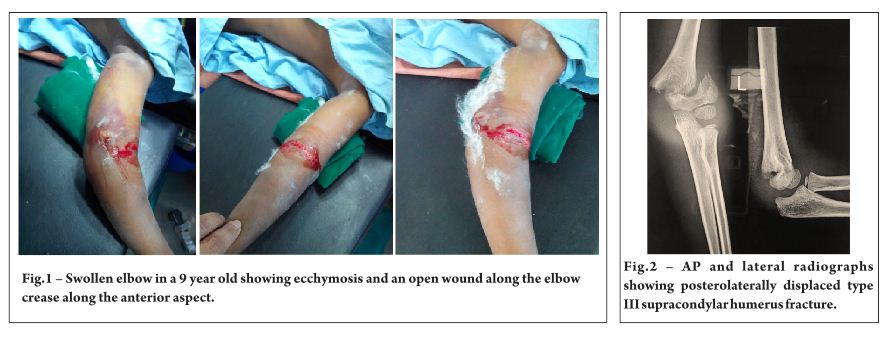 Fig.1 – Swollen elbow in a 9 year old showing ecchymosis and an open wound along the elbow
crease along the anterior aspect.
Fig.2 – AP and lateral radiographs
showing posterolaterally displaced type
III supracondylar humerus fracture.